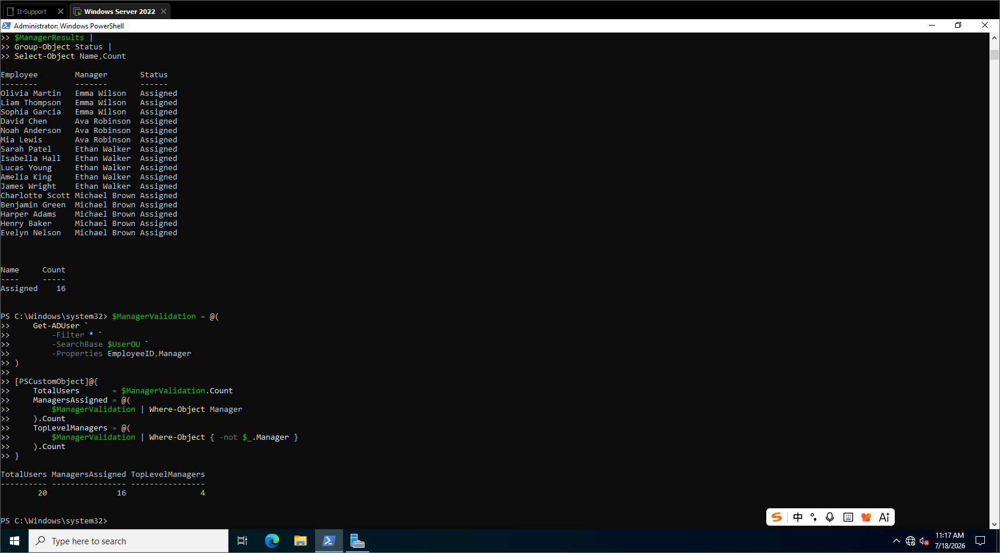 It-Support
Windows Server 2022
Administrator: Windows PowerShell
>> $ManagerResults |
>> Group-Object Status |
>> Select-Object Name,Count
Employee        Manager       Status
--------        -------       ------
Olivia Martin   Emma Wilson   Assigned
Liam Thompson   Emma Wilson   Assigned
Sophia Garcia   Emma Wilson   Assigned
David Chen      Ava Robinson  Assigned
Noah Anderson   Ava Robinson  Assigned
Mia Lewis       Ava Robinson  Assigned
Sarah Patel     Ethan Walker  Assigned
Isabella Hall   Ethan Walker  Assigned
Lucas Young     Ethan Walker  Assigned
Amelia King     Ethan Walker  Assigned
James Wright    Ethan Walker  Assigned
Charlotte Scott Michael Brown Assigned
Benjamin Green  Michael Brown Assigned
Harper Adams    Michael Brown Assigned
Henry Baker     Michael Brown Assigned
Evelyn Nelson   Michael Brown Assigned
Name     Count
----     -----
Assigned    16
PS C:\Windows\system32> $ManagerValidation = @(
>>     Get-ADUser `
>>         -Filter * `
>>         -SearchBase $UserOU `
>>         -Properties EmployeeID,Manager
>> )
>>
>> [PSCustomObject]@{
>>     TotalUsers       = $ManagerValidation.Count
>>     ManagersAssigned = @(
>>         $ManagerValidation | Where-Object Manager
>>     ).Count
>>     TopLevelManagers = @(
>>         $ManagerValidation | Where-Object { -not $_.Manager }
>>     ).Count
>> }
TotalUsers ManagersAssigned TopLevelManagers
---------- ---------------- ----------------
        20               16                4
PS C:\Windows\system32>
S 中 °, Ai
Type here to search
11:17 AM
7/18/2026